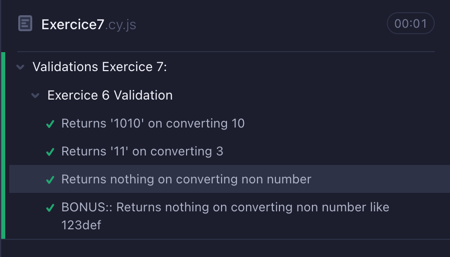 Exercice7.cy.js 00:01
Validations Exercice 7:
Exercice 6 Validation
Returns '1010' on converting 10
Returns '11' on converting 3
Returns nothing on converting non number
BONUS:: Returns nothing on converting non number like
123def